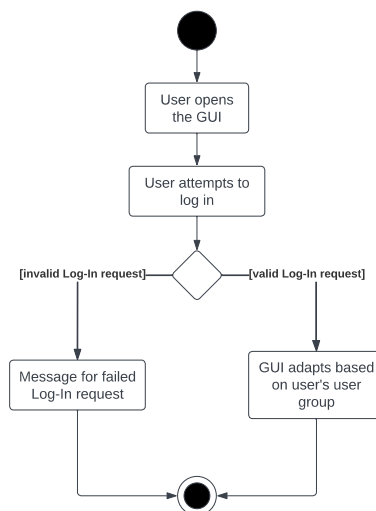 User opens
the GUI
User attempts to
log in
[invalid Log-In request]
[valid Log-In request]
Message for failed
Log-In request
GUI adapts based
on user's user
group